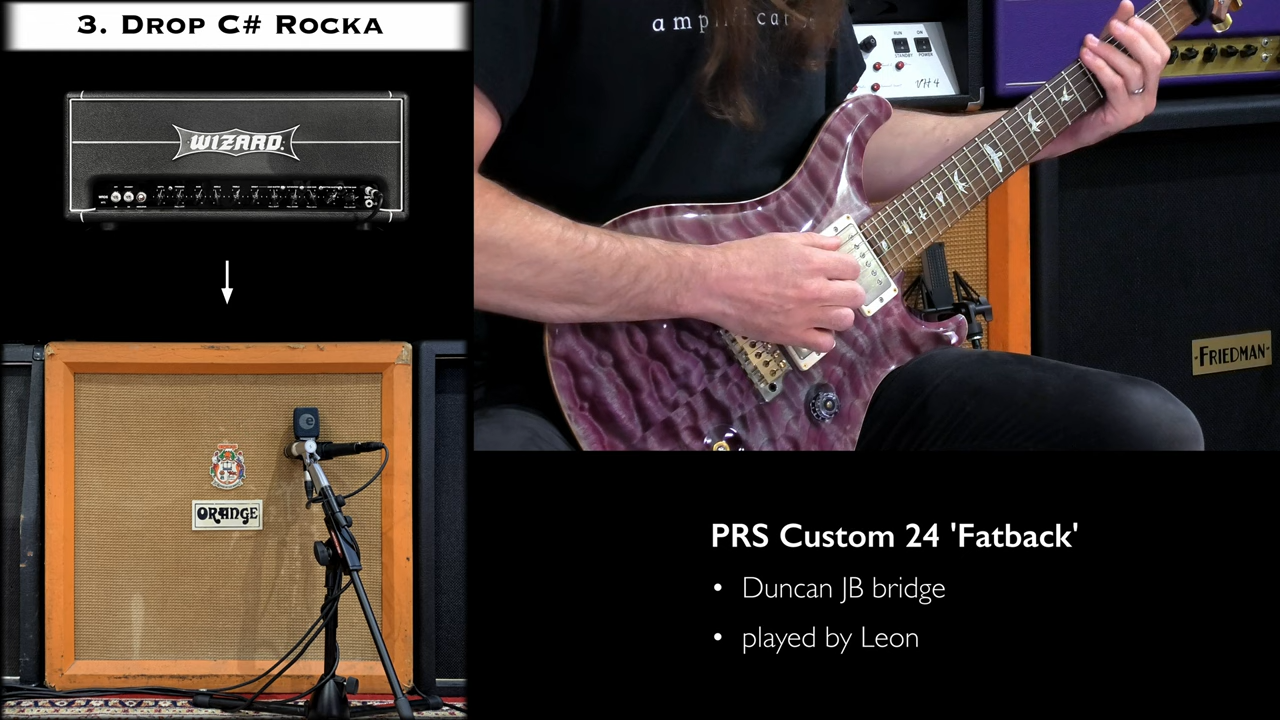 3. Drop C# Rocka
WIZARD
ORANGE
amplificat
RUN
ON
STANDBY
POWER
VH4
FRIEDMAN
PRS Custom 24 'Fatback'
• Duncan JB bridge
• played by Leon